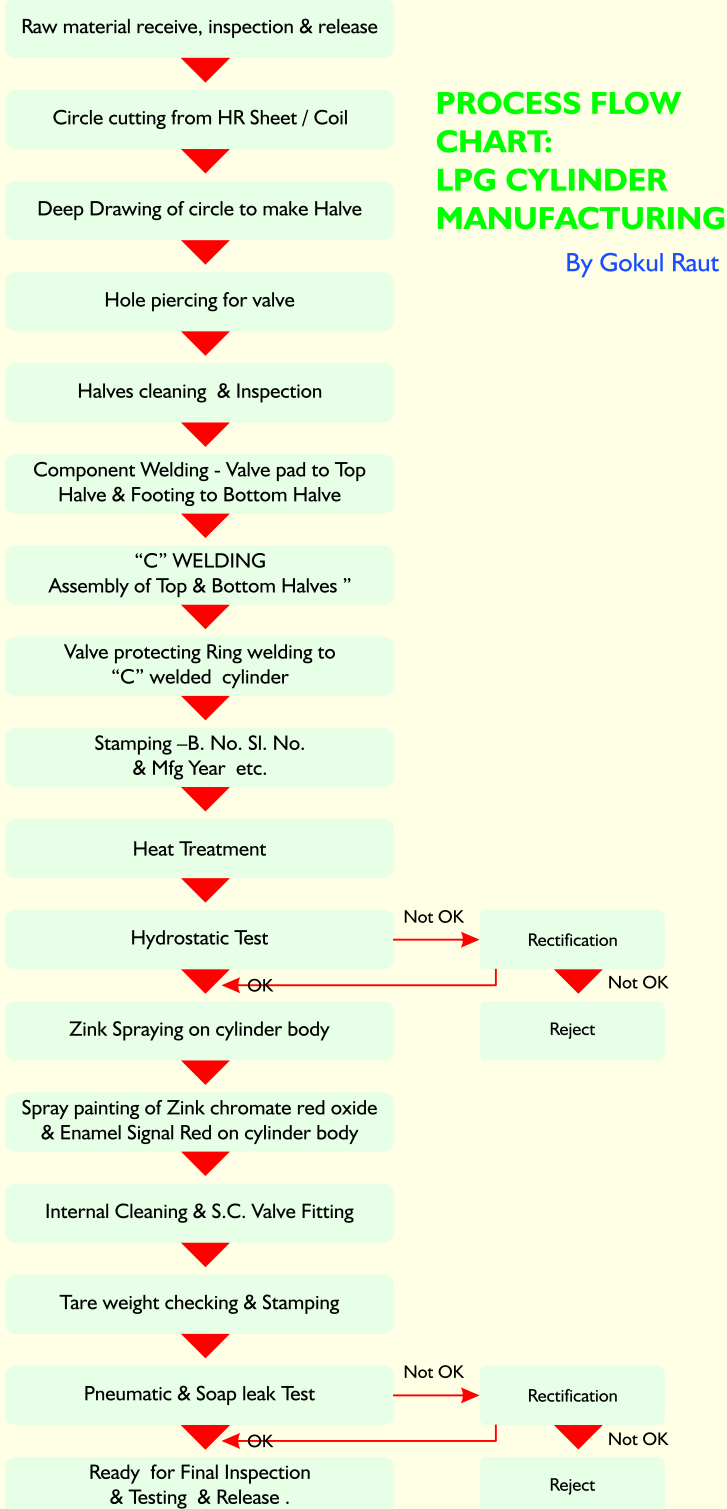 Raw material receive, inspection & release
PROCESS FLOW
CHART:
LPG CYLINDER
MANUFACTURING
By Gokul Raut
Circle cutting from HR Sheet / Coil
Deep Drawing of circle to make Halve
Hole piercing for valve
Halves cleaning & Inspection
Component Welding - Valve pad to Top
Halve & Footing to Bottom Halve
“C” WELDING
Assembly of Top & Bottom Halves ”
Valve protecting Ring welding to
“C” welded cylinder
Stamping –B. No. Sl. No.
& Mfg Year etc.
Heat Treatment
Hydrostatic Test
Not OK
Rectification
OK
Not OK
Reject
Zink Spraying on cylinder body
Spray painting of Zink chromate red oxide
& Enamel Signal Red on cylinder body
Internal Cleaning & S.C. Valve Fitting
Tare weight checking & Stamping
Pneumatic & Soap leak Test
Not OK
Rectification
OK
Not OK
Reject
Ready for Final Inspection
& Testing & Release .